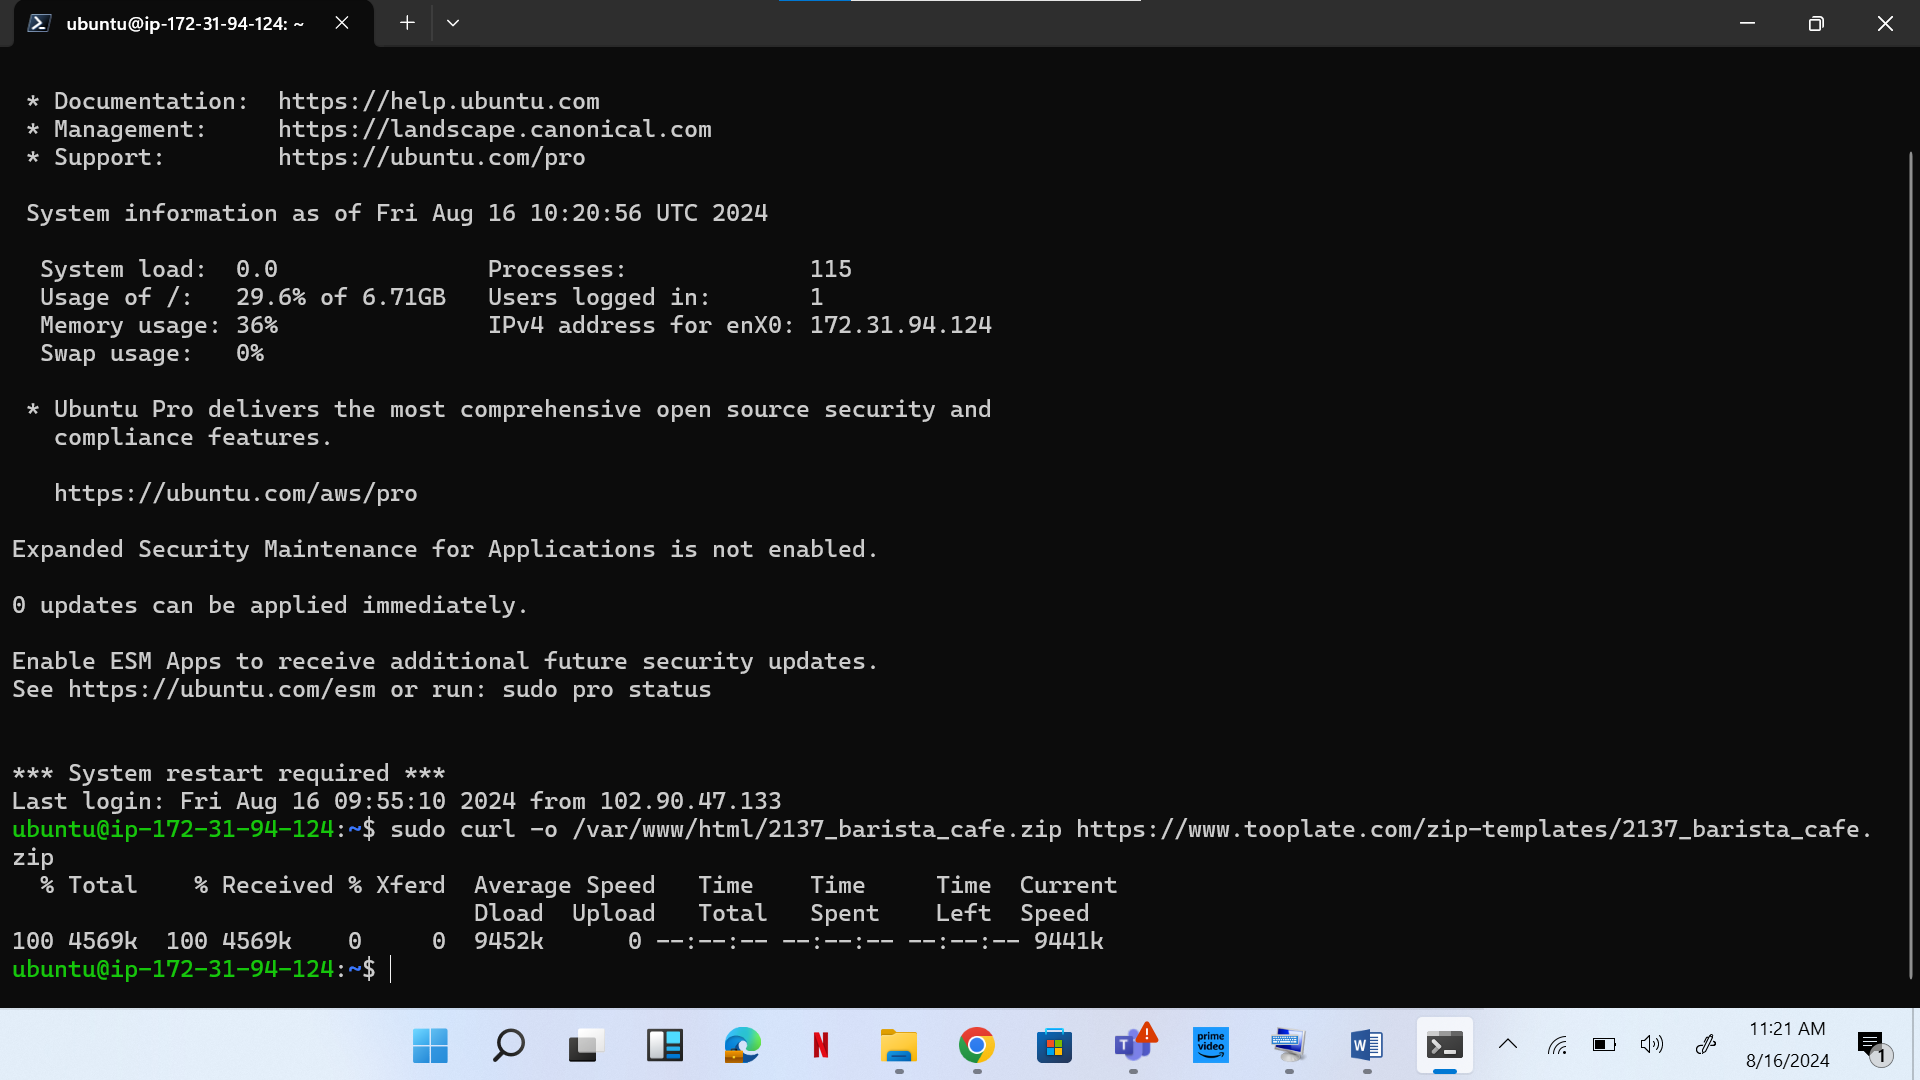 ubuntu@ip-172-31-94-124: ~
* Documentation:  https://help.ubuntu.com
* Management:     https://landscape.canonical.com
* Support:        https://ubuntu.com/pro
System information as of Fri Aug 16 10:20:56 UTC 2024
System load:  0.0               Processes:             115
Usage of /:   29.6% of 6.71GB   Users logged in:       1
Memory usage: 36%               IPv4 address for enX0: 172.31.94.124
Swap usage:   0%
* Ubuntu Pro delivers the most comprehensive open source security and
compliance features.
https://ubuntu.com/aws/pro
Expanded Security Maintenance for Applications is not enabled.
0 updates can be applied immediately.
Enable ESM Apps to receive additional future security updates.
See https://ubuntu.com/esm or run: sudo pro status
*** System restart required ***
Last login: Fri Aug 16 09:55:10 2024 from 102.90.47.133
ubuntu@ip-172-31-94-124:~$ sudo curl -o /var/www/html/2137_barista_cafe.zip https://www.tooplate.com/zip-templates/2137_barista_cafe.
zip
% Total    % Received % Xferd  Average Speed   Time    Time     Time  Current
Dload  Upload   Total   Spent    Left  Speed
100 4569k  100 4569k    0     0  9452k      0 --:--:-- --:--:-- --:--:-- 9441k
ubuntu@ip-172-31-94-124:~$
N
T
prime video
W
11:21 AM
8/16/2024
1